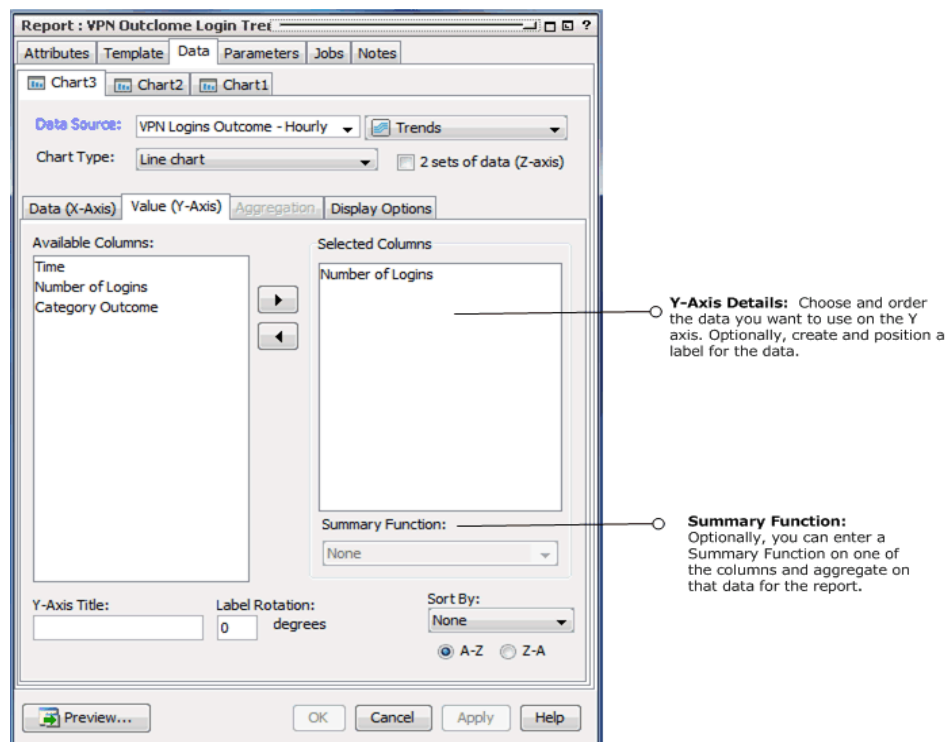 Report : VPN Outclome Login Tre
?
Attributes Template Data Parameters Jobs Notes
Chart3 Chart2 Chart1
Data Source: VPN Logins Outcome - Hourly Trends
Chart Type: Line chart 2 sets of data (Z-axis)
Data (X-Axis) Value (Y-Axis) Aggregation Display Options
Available Columns:
Time
Number of Logins
Category Outcome
Selected Columns
Number of Logins
Summary Function:
None
Y-Axis Title:
Label Rotation:
0 degrees
Sort By:
None
A-Z Z-A
Preview... OK Cancel Apply Help
Y-Axis Details: Choose and order
the data you want to use on the Y
axis. Optionally, create and position a
label for the data.
Summary Function:
Optionally, you can enter a
Summary Function on one of
the columns and aggregate on
that data for the report.